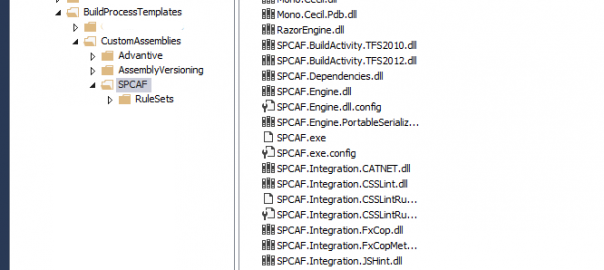 BuildProcessTemplates
CustomAssemblies
Advantive
AssemblyVersioning
SPCAF
RuleSets
Mono.Cecil.dll
Mono.Cecil.Pdb.dll
RazorEngine.dll
SPCAF.BuildActivity.TFS2010.dll
SPCAF.BuildActivity.TFS2012.dll
SPCAF.Dependencies.dll
SPCAF.Engine.dll
SPCAF.Engine.dll.config
SPCAF.Engine.PortableSerializ...
SPCAF.exe
SPCAF.exe.config
SPCAF.Integration.CATNET.dll
SPCAF.Integration.CSSLint.dll
SPCAF.Integration.CSSLintRu...
SPCAF.Integration.CSSLintRu...
SPCAF.Integration.FxCop.dll
SPCAF.Integration.FxCopMet...
SPCAF.Integration.JSHint.dll